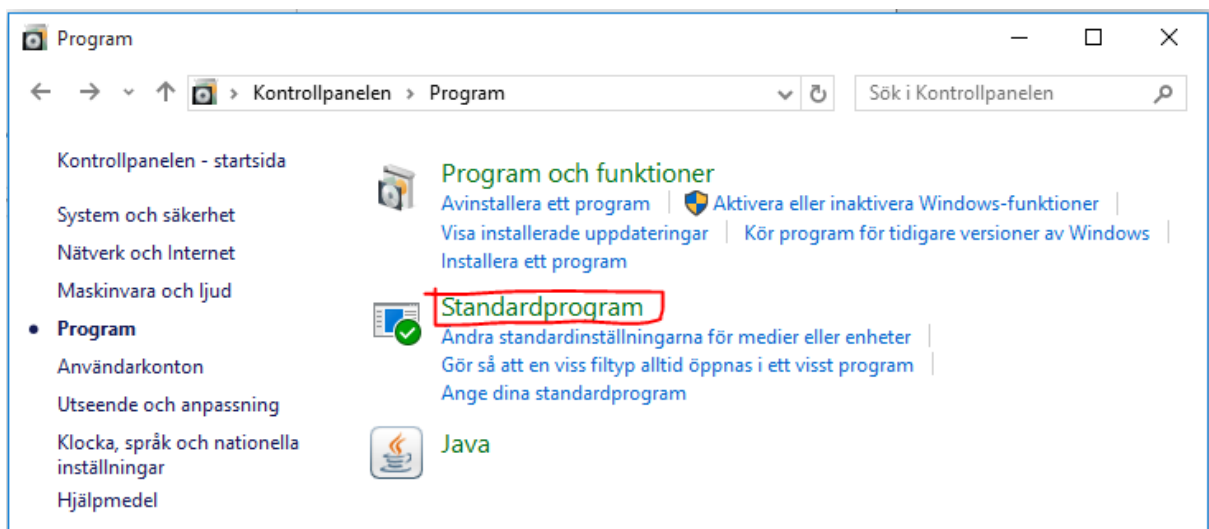 Program
Kontrollpanelen > Program
Sök i Kontrollpanelen
Kontrollpanelen - startsida
System och säkerhet
Nätverk och Internet
Maskinvara och ljud
Program
Användarkonton
Utseende och anpassning
Klocka, språk och nationella
inställningar
Hjälpmedel
Program och funktioner
Avinstallera ett program | Aktivera eller inaktivera Windows-funktioner |
Visa installerade uppdateringar | Kör program för tidigare versioner av Windows |
Installera ett program
Standardprogram
Ändra standardinställningarna för medier eller enheter |
Gör så att en viss filtyp alltid öppnas i ett visst program |
Ange dina standardprogram
Java